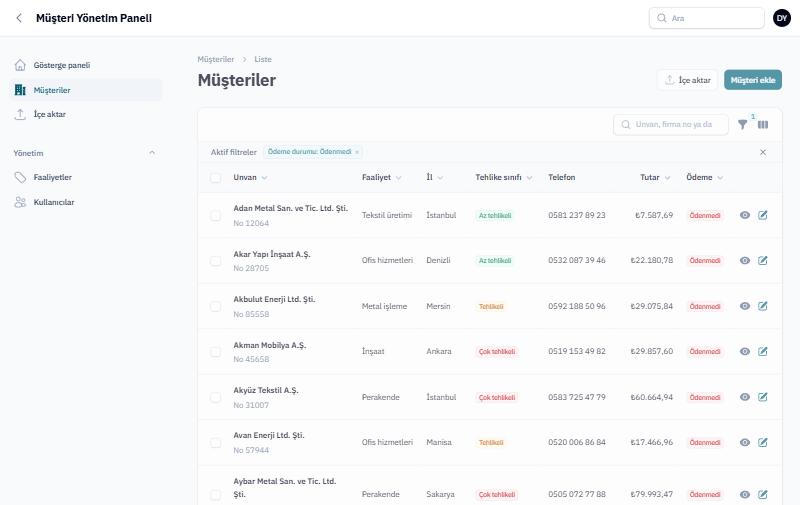 Müşteri Yönetim Paneli
Ara
DY
Gösterge paneli
Müşteriler
İçe aktar
Yönetim
Faaliyetler
Kullanıcılar
Müşteriler > Liste
Müşteriler
İçe aktar
Müşteri ekle
Unvan, firma no ya da
1
Aktif filtreler
Ödeme durumu: Ödenmedi ×
Unvan Faaliyet İl Tehlike sınıfı Telefon Tutar Ödeme
Adan Metal San. ve Tic. Ltd. Şti.
No 12064
Tekstil üretimi İstanbul Az tehlikeli 0581 237 89 23 ₺7.587,69 Ödenmedi
Akar Yapı İnşaat A.Ş.
No 28705
Ofis hizmetleri Denizli Az tehlikeli 0532 087 39 46 ₺22.180,78 Ödenmedi
Akbulut Enerji Ltd. Şti.
No 85558
Metal işleme Mersin Tehlikeli 0592 188 50 96 ₺29.075,84 Ödenmedi
Akman Mobilya A.Ş.
No 45658
İnşaat Ankara Çok tehlikeli 0519 153 49 82 ₺29.857,60 Ödenmedi
Akyüz Tekstil A.Ş.
No 31007
Perakende İstanbul Çok tehlikeli 0583 725 47 79 ₺60.664,94 Ödenmedi
Avan Enerji Ltd. Şti.
No 57944
Ofis hizmetleri Manisa Tehlikeli 0520 006 86 84 ₺17.466,96 Ödenmedi
Aybar Metal San. ve Tic. Ltd.
Şti.
Perakende Sakarya Çok tehlikeli 0505 072 77 88 ₺79.993,47 Ödenmedi